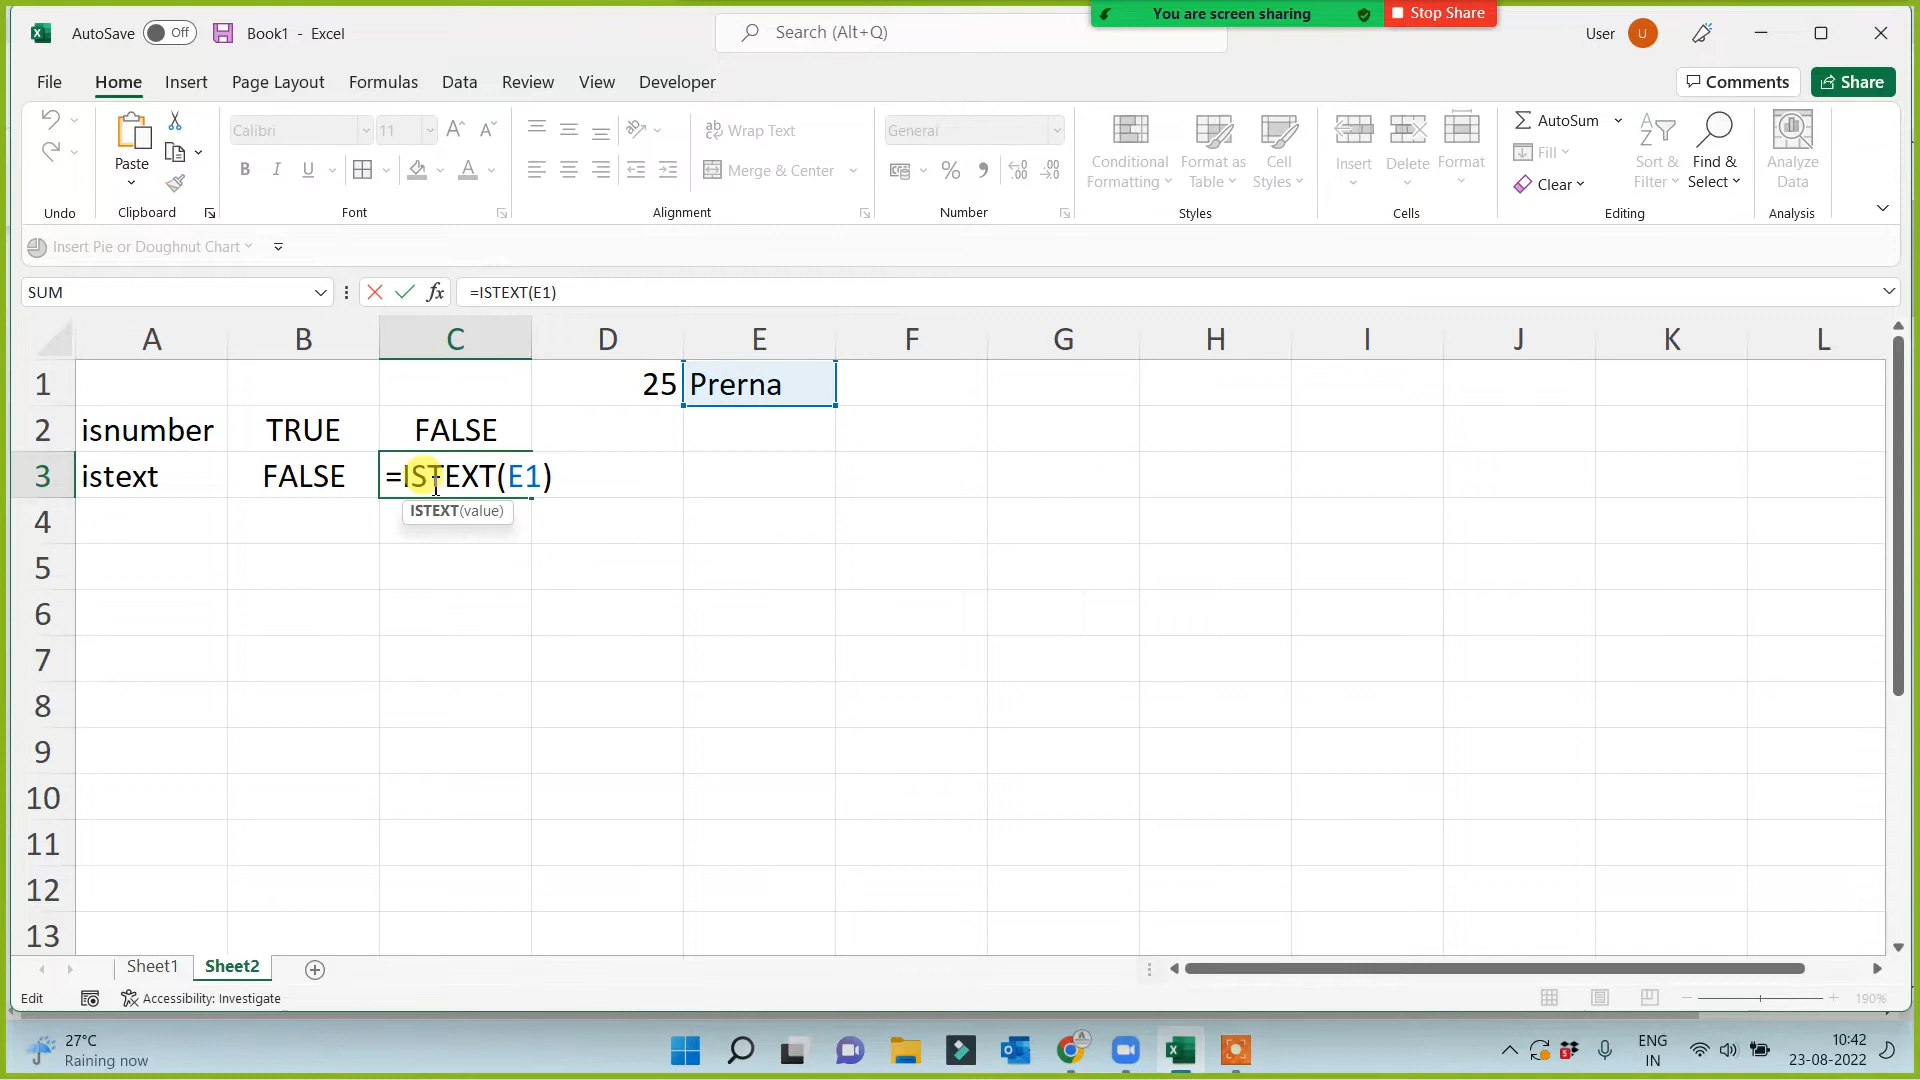 You are screen sharing Stop Share
AutoSave Off Book1 - Excel Search (Alt+Q) User U
File Home Insert Page Layout Formulas Data Review View Developer Comments Share
Paste Calibri 11 Wrap Text General Conditional Formatting Format as Table Cell Styles Insert Delete Format AutoSum Sort & Filter Find & Select Analyze Data
B I U Merge & Center Fill Clear
Undo Clipboard Font Alignment Number Styles Cells Editing Analysis
Insert Pie or Doughnut Chart
SUM fx =ISTEXT(E1)
A B C D E F G H I J K L
1 25 Prerna
2 isnumber TRUE FALSE
3 istext FALSE =ISTEXT(E1)
ISTEXT(value)
4
5
6
7
8
9
10
11
12
13
Sheet1 Sheet2
Edit Accessibility: Investigate 190%
27°C ENG 10:42
Raining now IN 23-08-2022